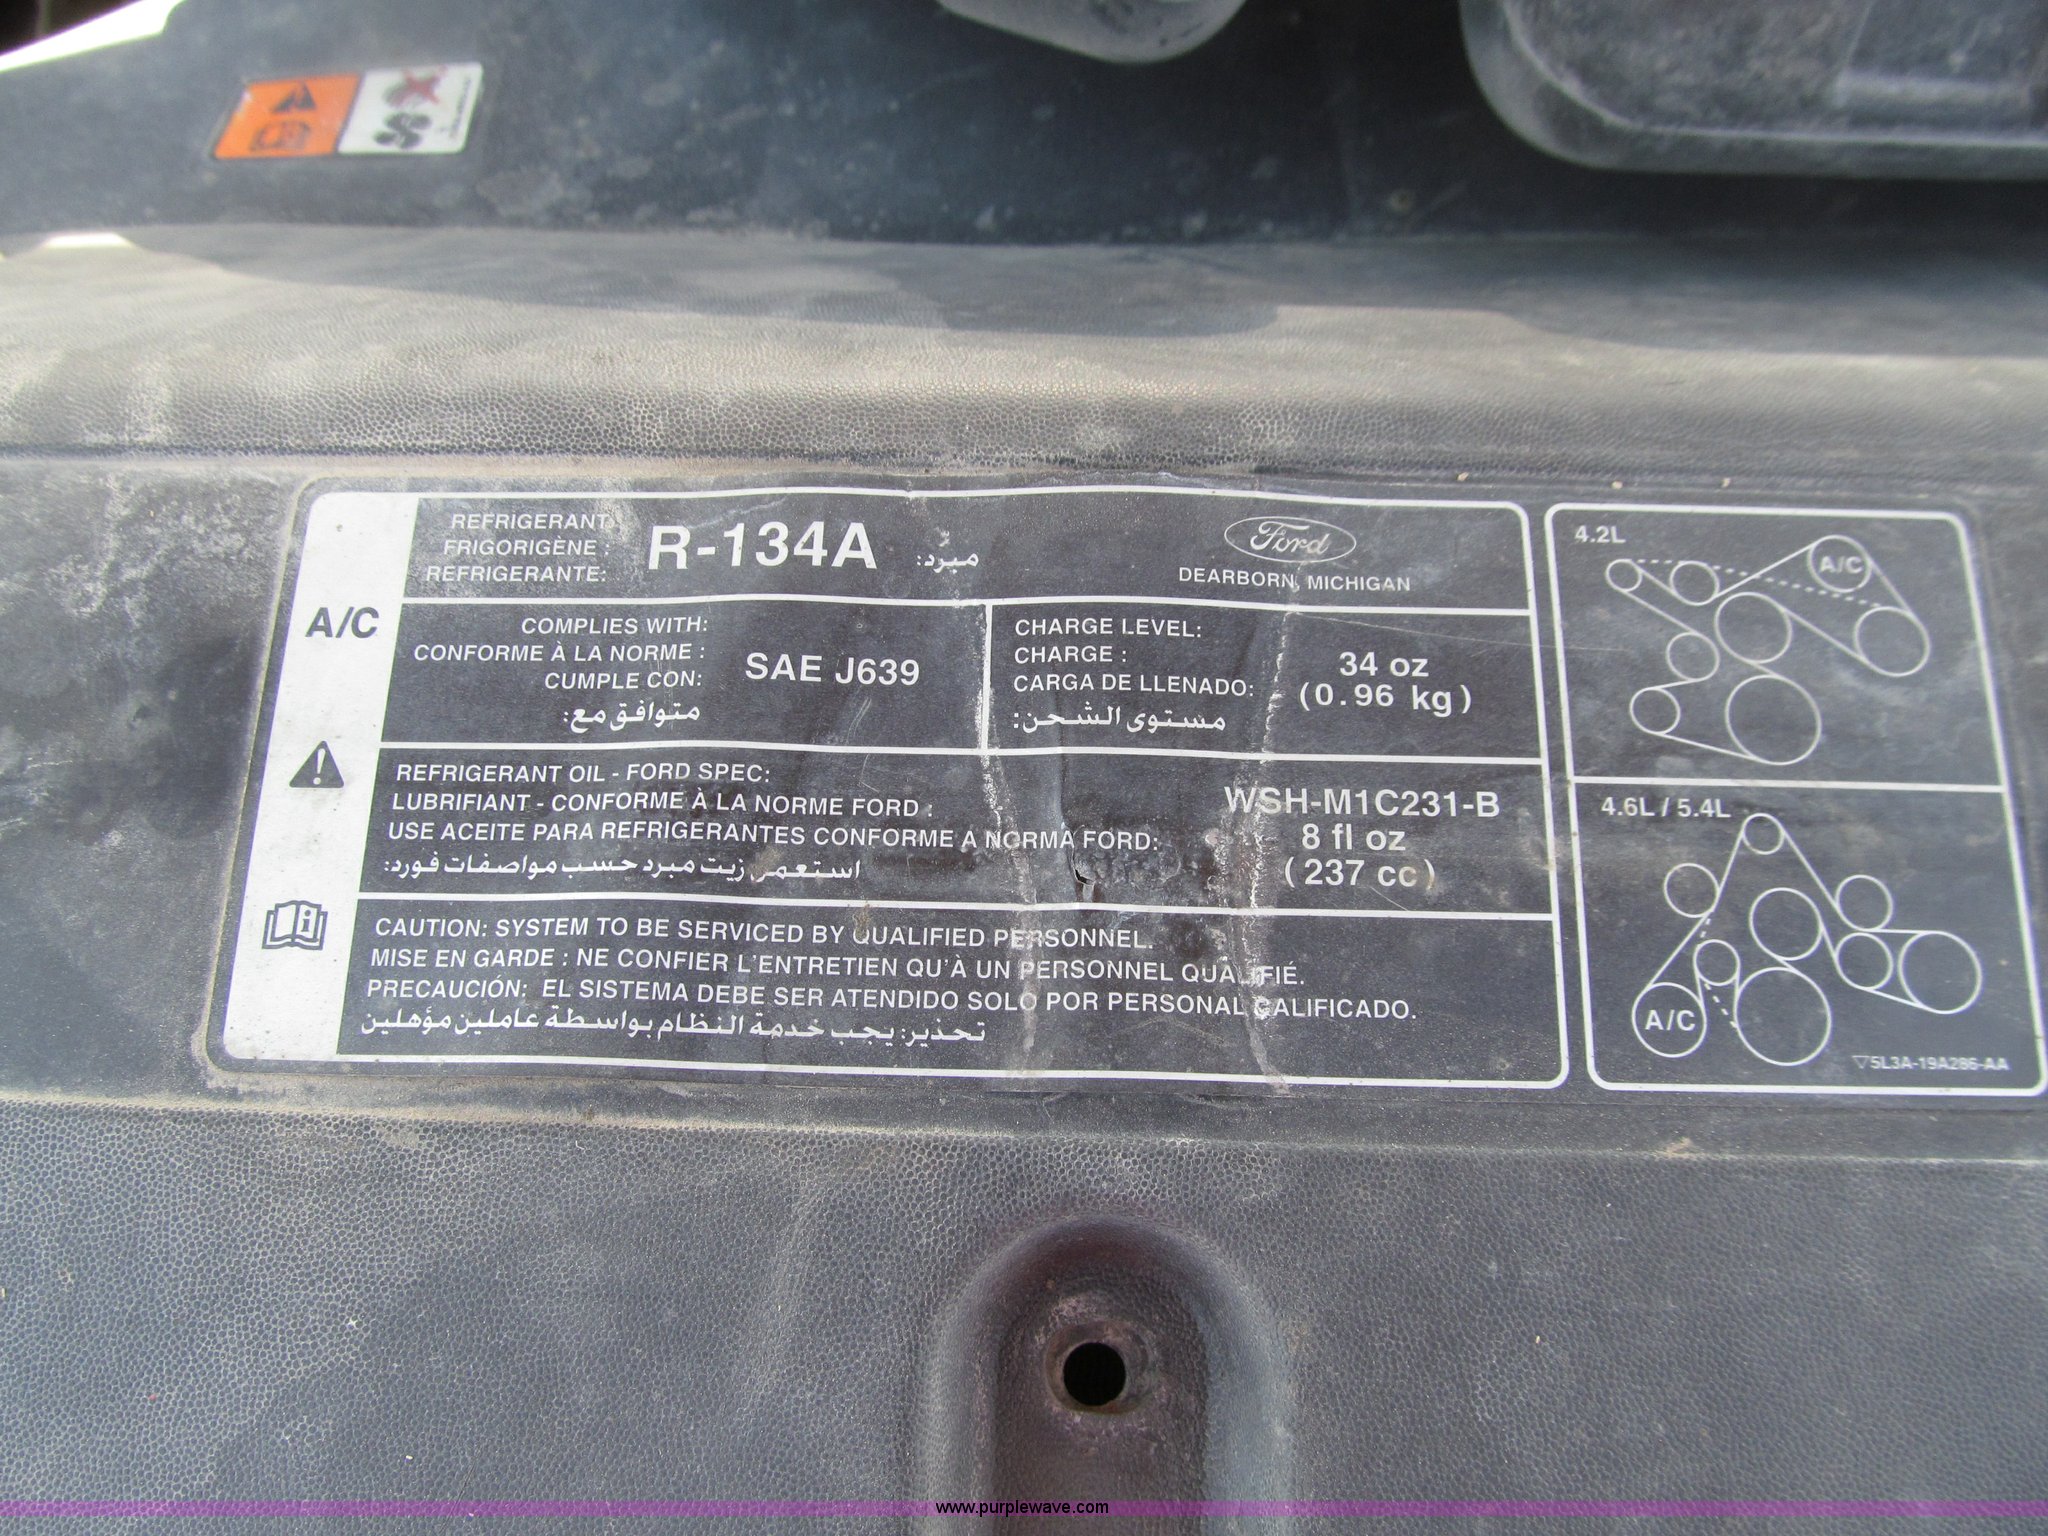 REFRIGERANT:
FRIGORIGÈNE :
REFRIGERANTE:
R-134A
مبرد:
Ford
DEARBORN, MICHIGAN
A/C
COMPLIES WITH:
CONFORME À LA NORME :
CUMPLE CON:
متوافق مع:
SAE J639
CHARGE LEVEL:
CHARGE :
CARGA DE LLENADO:
مستوى الشحن:
34 oz
(0.96 kg)
REFRIGERANT OIL - FORD SPEC:
LUBRIFIANT - CONFORME À LA NORME FORD :
USE ACEITE PARA REFRIGERANTES CONFORME A NORMA FORD:
استعمل زيت مبرد حسب مواصفات فورد:
WSH-M1C231-B
8 fl oz
(237 cc)
CAUTION: SYSTEM TO BE SERVICED BY QUALIFIED PERSONNEL.
MISE EN GARDE : NE CONFIER L'ENTRETIEN QU'À UN PERSONNEL QUALIFIÉ.
PRECAUCIÓN: EL SISTEMA DEBE SER ATENDIDO SOLO POR PERSONAL CALIFICADO.
تحذير: يجب خدمة النظام بواسطة عاملين مؤهلين
4.2L
A/C
4.6L / 5.4L
A/C
5L3A-19A286-AA
www.purplewave.com